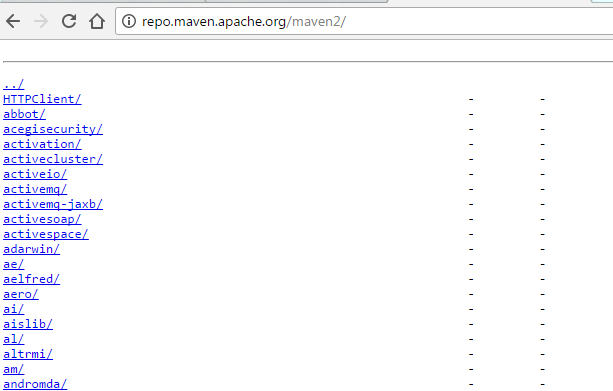 repo.maven.apache.org/maven2/
../
HTTPClient/ - -
abbot/ - -
acegisecurity/ - -
activation/ - -
activecluster/ - -
activeio/ - -
activemq/ - -
activemq-jaxb/ - -
activesoap/ - -
activespace/ - -
adarwin/ - -
ae/ - -
aelfred/ - -
aero/ - -
ai/ - -
aislib/ - -
al/ - -
altrmi/ - -
am/ - -
andromda/ - -